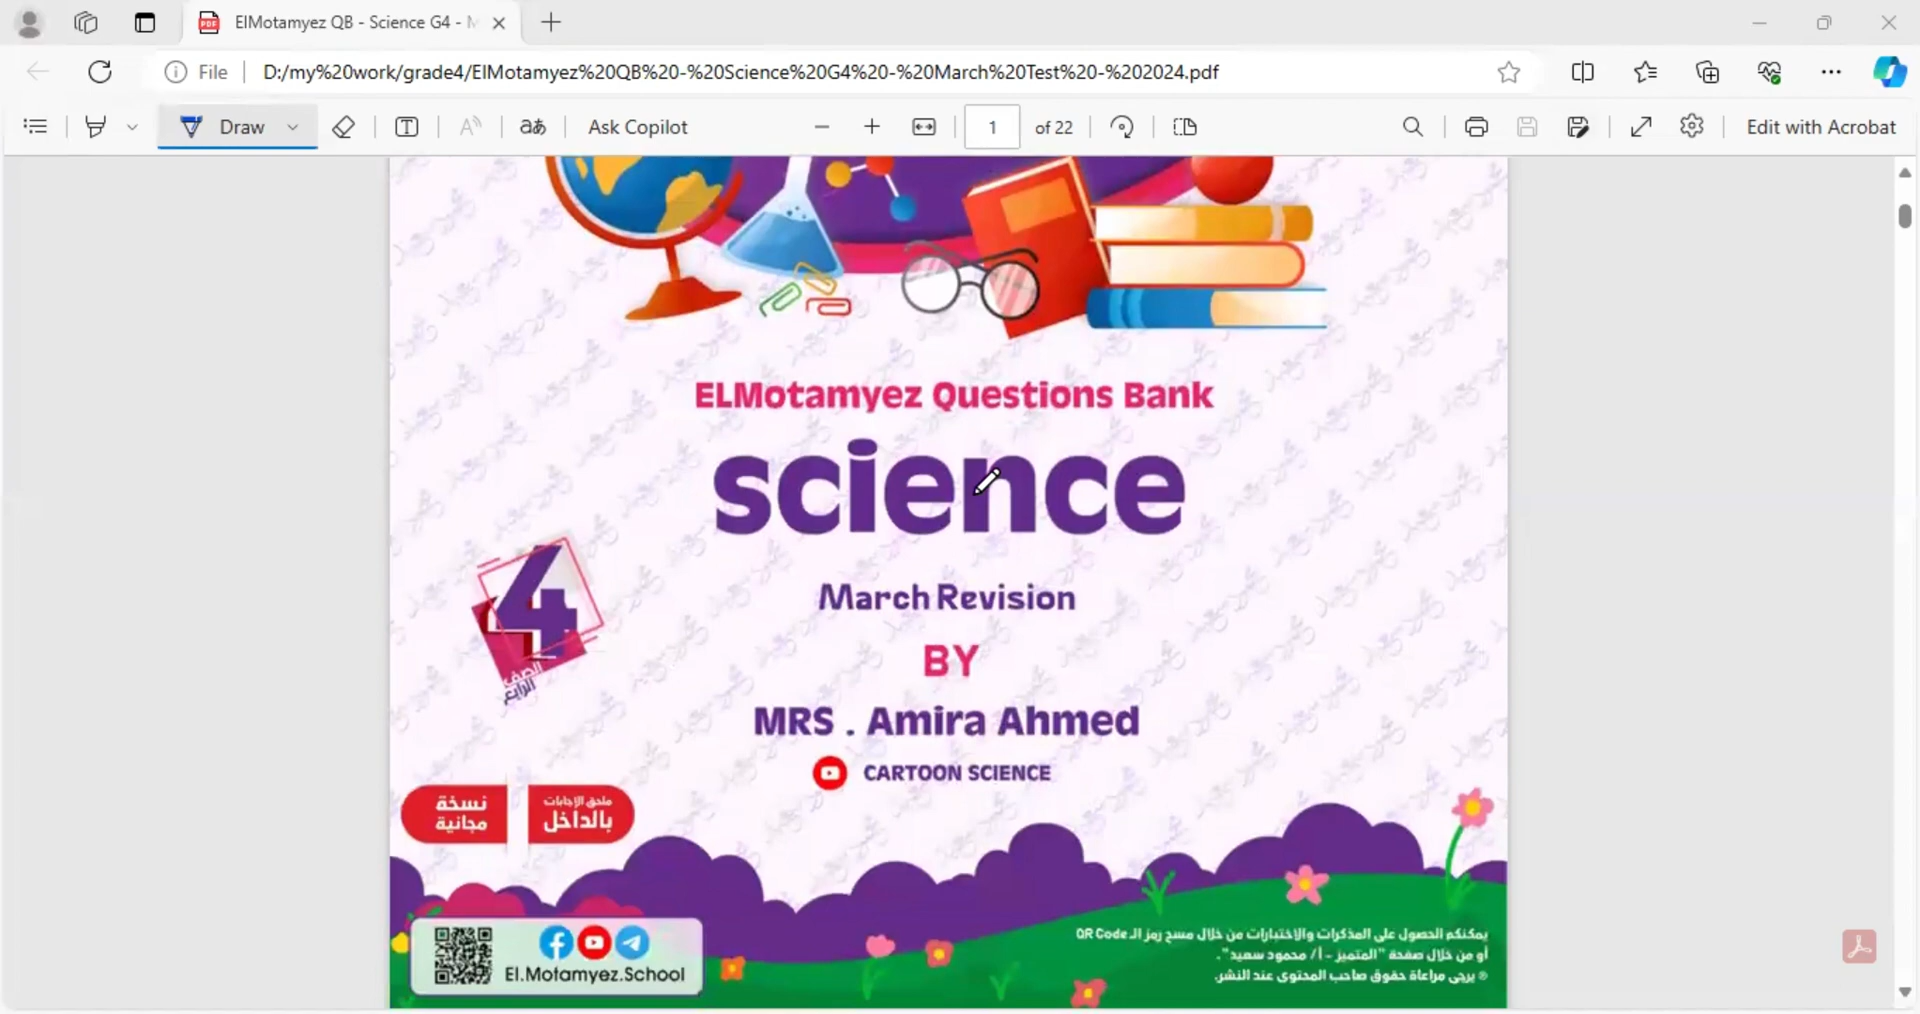 ElMotamyez QB - Science G4 - M
File
D:/my%20work/grade4/ElMotamyez%20QB%20-%20Science%20G4%20-%20March%20Test%20-%202024.pdf
Draw
Ask Copilot
1
of 22
Edit with Acrobat
ELMotamyez Questions Bank
science
4
الصف
الرابع
March Revision
BY
MRS . Amira Ahmed
CARTOON SCIENCE
نسخة
مجانية
ملحق الإجابات
بالداخل
El.Motamyez.School
يمكنكم الحصول على المذكرات والاختبارات من خلال مسح رمز الـ QR Code
أو من خلال صفحة "المتميز - أ/ محمود سعيد".
® يرجى مراعاة حقوق صاحب المحتوى عند النشر.